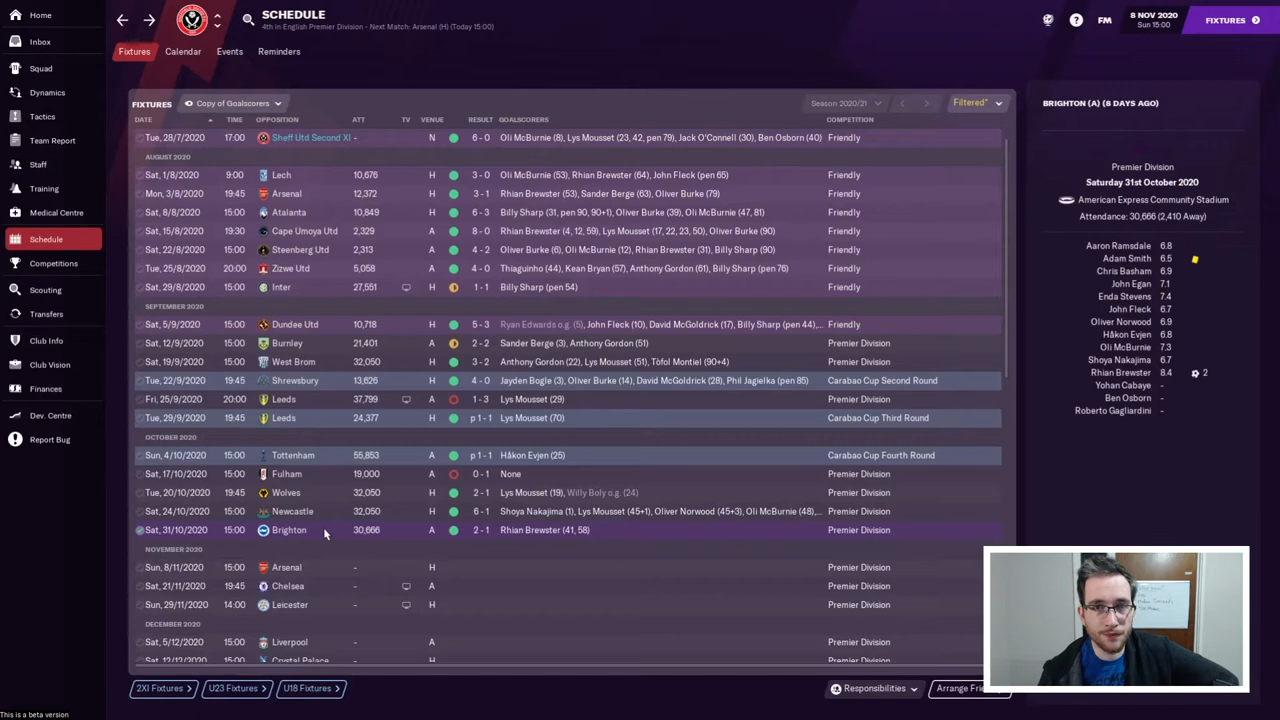 Home
SCHEDULE
4th in English Premier Division - Next Match: Arsenal (H) (Today 15:00)
FM
8 NOV 2020
Sun 15:00
FIXTURES
Inbox
Squad
Dynamics
Tactics
Team Report
Staff
Training
Medical Centre
Schedule
Competitions
Scouting
Transfers
Club Info
Club Vision
Finances
Dev. Centre
Report Bug
Fixtures Calendar Events Reminders
FIXTURES Copy of Goalscorers Season 2020/21 Filtered*
DATE TIME OPPOSITION ATT TV VENUE RESULT GOALSCORERS COMPETITION
Tue, 28/7/2020 17:00 Sheff Utd Second XI - N 6 - 0 Oli McBurnie (8), Lys Mousset (23, 42, pen 79), Jack O'Connell (30), Ben Osborn (40) Friendly
AUGUST 2020
Sat, 1/8/2020 9:00 Lech 10,676 H 3 - 0 Oli McBurnie (53), Rhian Brewster (64), John Fleck (pen 65) Friendly
Mon, 3/8/2020 19:45 Arsenal 12,372 H 3 - 1 Rhian Brewster (53), Sander Berge (63), Oliver Burke (79) Friendly
Sat, 8/8/2020 15:00 Atalanta 10,849 H 6 - 3 Billy Sharp (31, pen 90, 90+1), Oliver Burke (39), Oli McBurnie (47, 81) Friendly
Sat, 15/8/2020 19:30 Cape Umoya Utd 2,329 A 8 - 0 Rhian Brewster (4, 12, 59), Lys Mousset (17, 22, 23, 50), Oliver Burke (90) Friendly
Sat, 22/8/2020 15:00 Steenberg Utd 2,313 A 4 - 2 Oliver Burke (6), Oli McBurnie (12), Rhian Brewster (31), Billy Sharp (90) Friendly
Tue, 25/8/2020 20:00 Zizwe Utd 5,058 A 4 - 0 Thiaguinho (44), Kean Bryan (57), Anthony Gordon (61), Billy Sharp (pen 76) Friendly
Sat, 29/8/2020 15:00 Inter 27,551 H 1 - 1 Billy Sharp (pen 54) Friendly
SEPTEMBER 2020
Sat, 5/9/2020 15:00 Dundee Utd 10,718 H 5 - 3 Ryan Edwards o.g. (5), John Fleck (10), David McGoldrick (17), Billy Sharp (pen 44),... Friendly
Sat, 12/9/2020 15:00 Burnley 21,401 A 2 - 2 Sander Berge (3), Anthony Gordon (51) Premier Division
Sat, 19/9/2020 15:00 West Brom 32,050 H 3 - 2 Anthony Gordon (22), Lys Mousset (51), Tòfol Montiel (90+4) Premier Division
Tue, 22/9/2020 19:45 Shrewsbury 13,626 H 4 - 0 Jayden Bogle (3), Oliver Burke (14), David McGoldrick (28), Phil Jagielka (pen 85) Carabao Cup Second Round
Fri, 25/9/2020 20:00 Leeds 37,799 A 1 - 3 Lys Mousset (29) Premier Division
Tue, 29/9/2020 19:45 Leeds 24,377 H p 1 - 1 Lys Mousset (70) Carabao Cup Third Round
OCTOBER 2020
Sun, 4/10/2020 15:00 Tottenham 55,853 A p 1 - 1 Håkon Evjen (25) Carabao Cup Fourth Round
Sat, 17/10/2020 15:00 Fulham 19,000 A 0 - 1 None Premier Division
Tue, 20/10/2020 19:45 Wolves 32,050 H 2 - 1 Lys Mousset (19), Willy Boly o.g. (24) Premier Division
Sat, 24/10/2020 15:00 Newcastle 32,050 H 6 - 1 Shoya Nakajima (1), Lys Mousset (45+1), Oliver Norwood (45+3), Oli McBurnie (48),... Premier Division
Sat, 31/10/2020 15:00 Brighton 30,666 A 2 - 1 Rhian Brewster (41, 58) Premier Division
NOVEMBER 2020
Sun, 8/11/2020 15:00 Arsenal - H Premier Division
Sat, 21/11/2020 19:45 Chelsea - A Premier Division
Sun, 29/11/2020 14:00 Leicester - H Premier Division
DECEMBER 2020
Sat, 5/12/2020 15:00 Liverpool - A Premier Division
Sat, 12/12/2020 15:00 Crystal Palace - H
2XI Fixtures U23 Fixtures U18 Fixtures Responsibilities Arrange
BRIGHTON (A) (8 DAYS AGO)
Premier Division
Saturday 31st October 2020
American Express Community Stadium
Attendance: 30,666 (2,410 Away)
Aaron Ramsdale 6.8
Adam Smith 6.5
Chris Basham 6.9
John Egan 7.1
Enda Stevens 7.4
John Fleck 6.7
Oliver Norwood 6.9
Håkon Evjen 6.8
Oli McBurnie 7.3
Shoya Nakajima 6.7
Rhian Brewster 8.4 2
Yohan Cabaye -
Ben Osborn -
Roberto Gagliardini -
This is a beta version